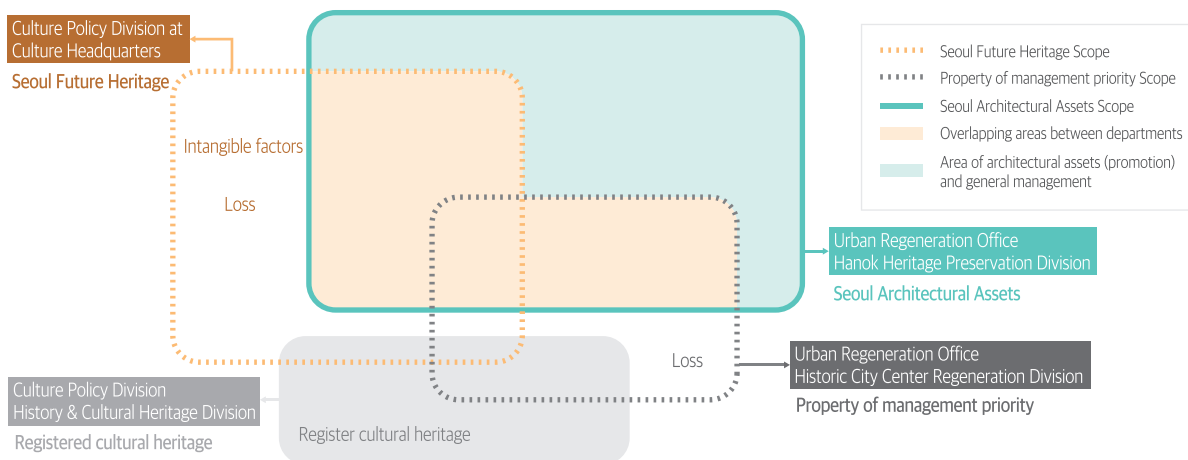 Culture Policy Division at
Culture Headquarters
Seoul Future Heritage
Intangible factors
Loss
Seoul Future Heritage Scope
Property of management priority Scope
Seoul Architectural Assets Scope
Overlapping areas between departments
Area of architectural assets (promotion)
and general management
Urban Regeneration Office
Hanok Heritage Preservation Division
Seoul Architectural Assets
Loss
Urban Regeneration Office
Historic City Center Regeneration Division
Property of management priority
Culture Policy Division
History & Cultural Heritage Division
Registered cultural heritage
Register cultural heritage